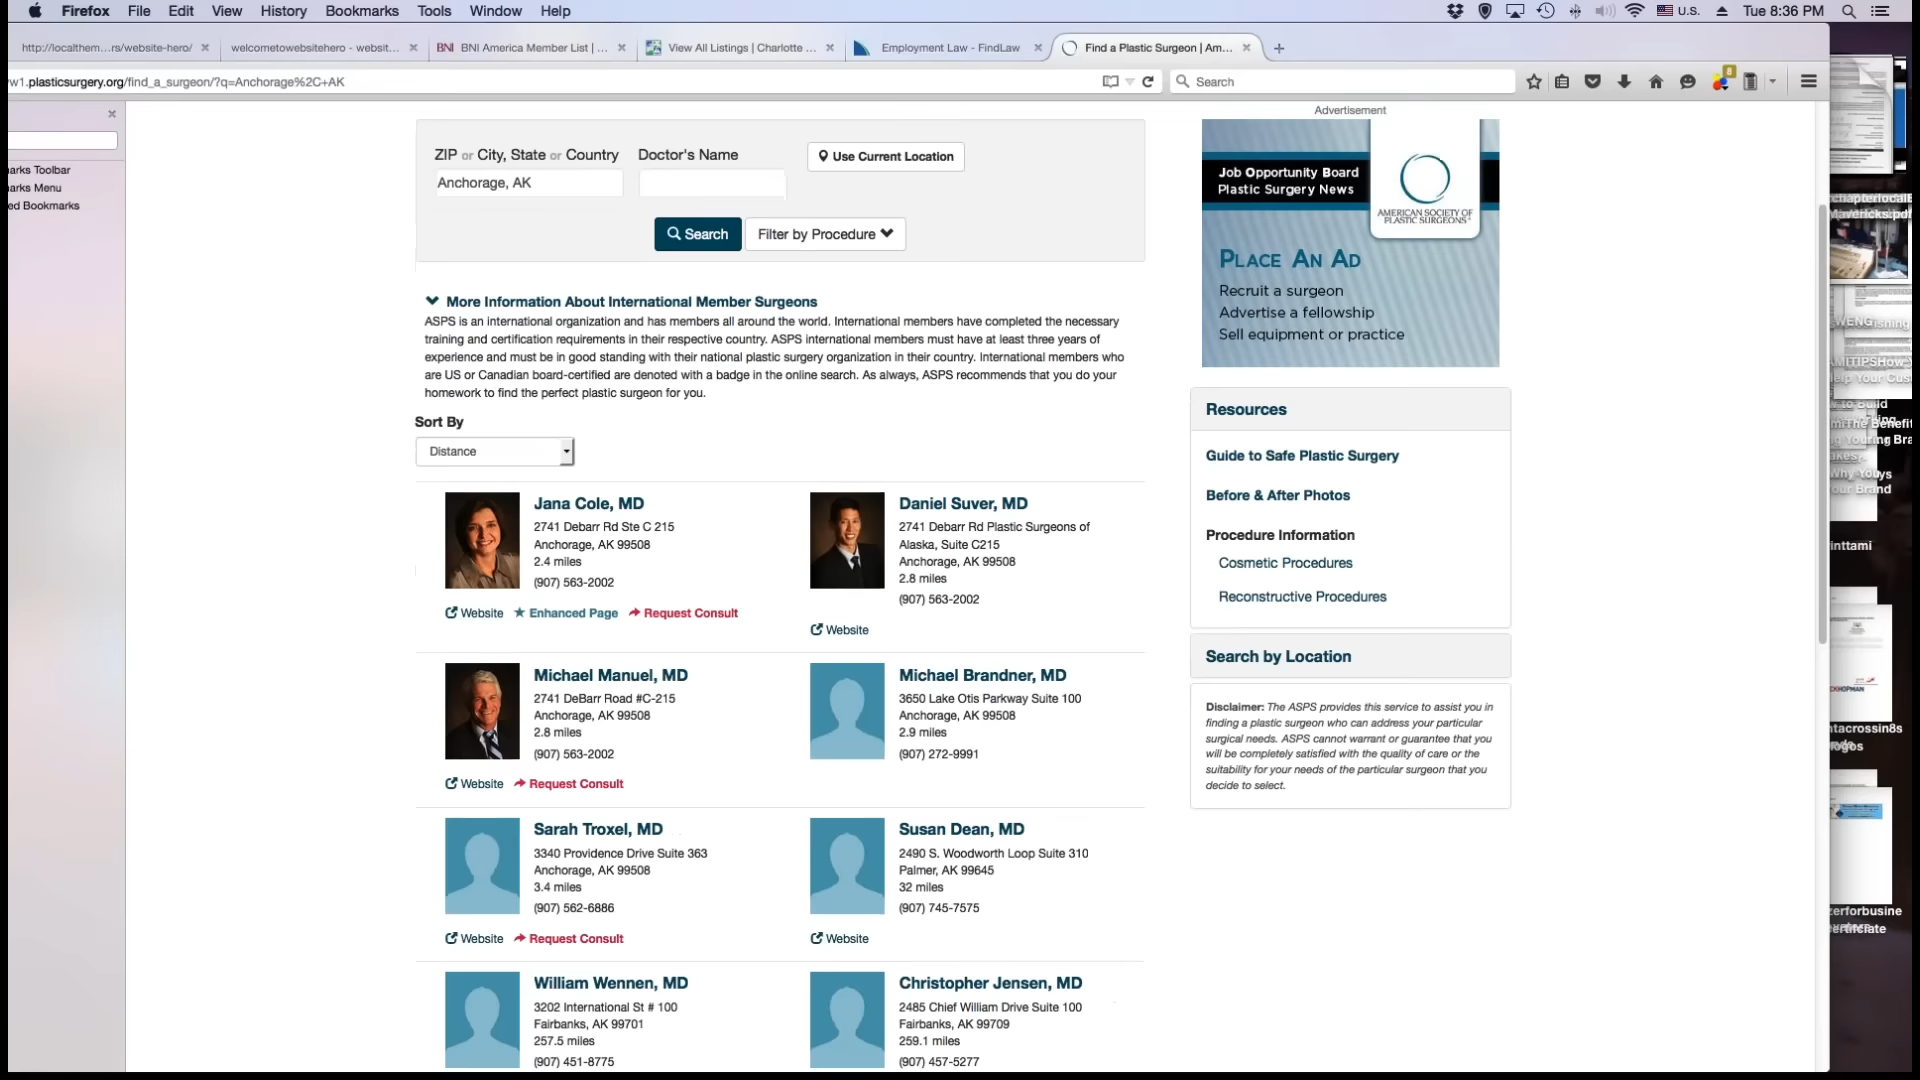 Firefox File Edit View History Bookmarks Tools Window Help U.S. Tue 8:36 PM
http://localthem...rs/website-hero/ welcometowebsitehero - websit... BNI BNI America Member List | ... View All Listings | Charlotte ... Employment Law - FindLaw Find a Plastic Surgeon | Am...
w1.plasticsurgery.org/find_a_surgeon/?q=Anchorage%2C+AK Search 8
arks Toolbar
arks Menu
ed Bookmarks
ZIP or City, State or Country Doctor's Name Use Current Location
Anchorage, AK
Search Filter by Procedure
More Information About International Member Surgeons
ASPS is an international organization and has members all around the world. International members have completed the necessary
training and certification requirements in their respective country. ASPS international members must have at least three years of
experience and must be in good standing with their national plastic surgery organization in their country. International members who
are US or Canadian board-certified are denoted with a badge in the online search. As always, ASPS recommends that you do your
homework to find the perfect plastic surgeon for you.
Sort By
Distance
Jana Cole, MD
2741 Debarr Rd Ste C 215
Anchorage, AK 99508
2.4 miles
(907) 563-2002
Website Enhanced Page Request Consult
Daniel Suver, MD
2741 Debarr Rd Plastic Surgeons of
Alaska, Suite C215
Anchorage, AK 99508
2.8 miles
(907) 563-2002
Website
Michael Manuel, MD
2741 DeBarr Road #C-215
Anchorage, AK 99508
2.8 miles
(907) 563-2002
Website Request Consult
Michael Brandner, MD
3650 Lake Otis Parkway Suite 100
Anchorage, AK 99508
2.9 miles
(907) 272-9991
Sarah Troxel, MD
3340 Providence Drive Suite 363
Anchorage, AK 99508
3.4 miles
(907) 562-6886
Website Request Consult
Susan Dean, MD
2490 S. Woodworth Loop Suite 310
Palmer, AK 99645
32 miles
(907) 745-7575
Website
William Wennen, MD
3202 International St # 100
Fairbanks, AK 99701
257.5 miles
(907) 451-8775
Christopher Jensen, MD
2485 Chief William Drive Suite 100
Fairbanks, AK 99709
259.1 miles
(907) 457-5277
Advertisement
Job Opportunity Board
Plastic Surgery News
AMERICAN SOCIETY OF
PLASTIC SURGEONS
PLACE AN AD
Recruit a surgeon
Advertise a fellowship
Sell equipment or practice
Resources
Guide to Safe Plastic Surgery
Before & After Photos
Procedure Information
Cosmetic Procedures
Reconstructive Procedures
Search by Location
Disclaimer: The ASPS provides this service to assist you in
finding a plastic surgeon who can address your particular
surgical needs. ASPS cannot warrant or guarantee that you
will be completely satisfied with the quality of care or the
suitability for your needs of the particular surgeon that you
decide to select.
inttami
ntacrossin8s
logos
zerforbusine